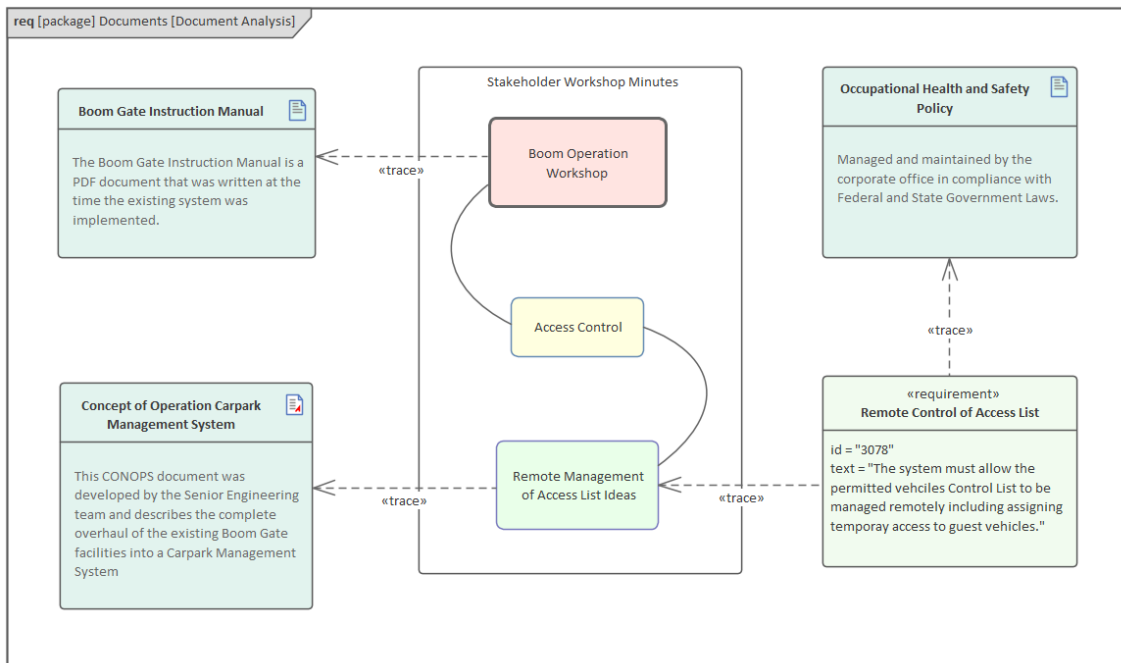 req [package] Documents [Document Analysis]
Boom Gate Instruction Manual
The Boom Gate Instruction Manual is a
PDF document that was written at the
time the existing system was
implemented.
«trace»
Stakeholder Workshop Minutes
Boom Operation
Workshop
Access Control
Remote Management
of Access List Ideas
Occupational Health and Safety
Policy
Managed and maintained by the
corporate office in compliance with
Federal and State Government Laws.
«trace»
Concept of Operation Carpark
Management System
This CONOPS document was
developed by the Senior Engineering
team and describes the complete
overhaul of the existing Boom Gate
facilities into a Carpark Management
System
«trace»
«trace»
«requirement»
Remote Control of Access List
id = "3078"
text = "The system must allow the
permitted vehciles Control List to be
managed remotely including assigning
temporay access to guest vehicles."